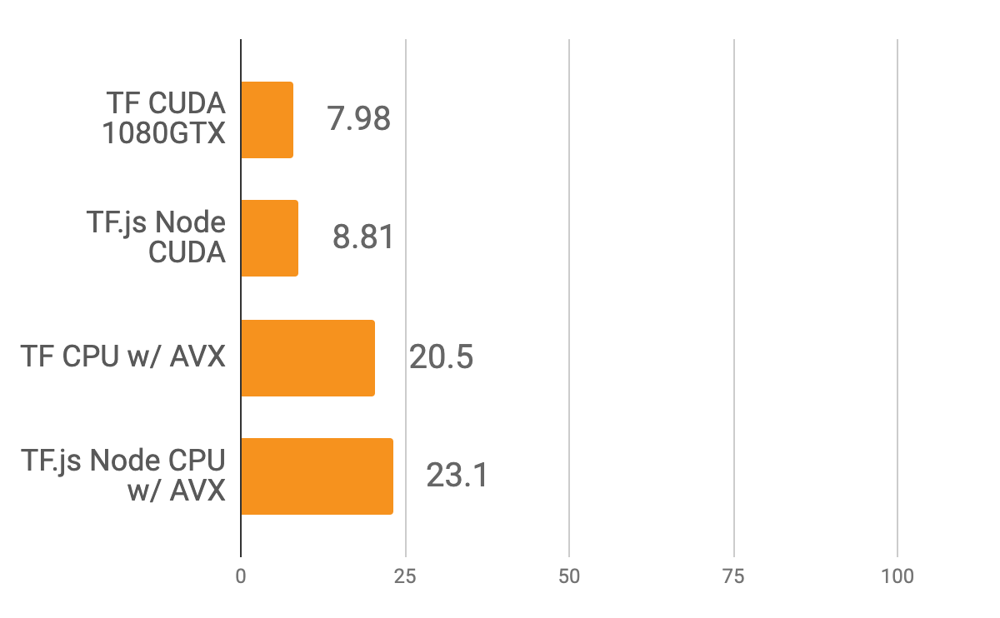 TF CUDA
1080GTX
7.98
TF.js Node
CUDA
8.81
TF CPU w/ AVX
20.5
TF.js Node CPU
w/ AVX
23.1
0 25 50 75 100